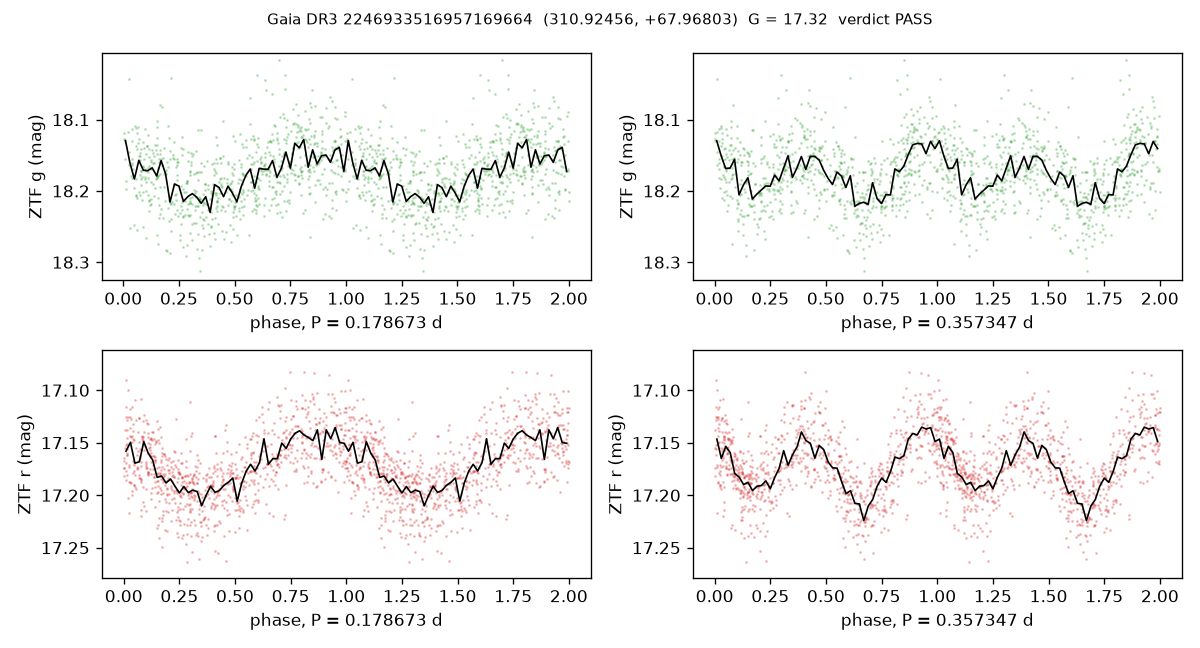 Gaia DR3 2246933516957169664 (310.92456, +67.96803) G = 17.32 verdict PASS
ZTF g (mag)
18.1
18.2
18.3
0.00 0.25 0.50 0.75 1.00 1.25 1.50 1.75 2.00
phase, P = 0.178673 d
ZTF g (mag)
18.1
18.2
18.3
0.00 0.25 0.50 0.75 1.00 1.25 1.50 1.75 2.00
phase, P = 0.357347 d
ZTF r (mag)
17.10
17.15
17.20
17.25
0.00 0.25 0.50 0.75 1.00 1.25 1.50 1.75 2.00
phase, P = 0.178673 d
ZTF r (mag)
17.10
17.15
17.20
17.25
0.00 0.25 0.50 0.75 1.00 1.25 1.50 1.75 2.00
phase, P = 0.357347 d